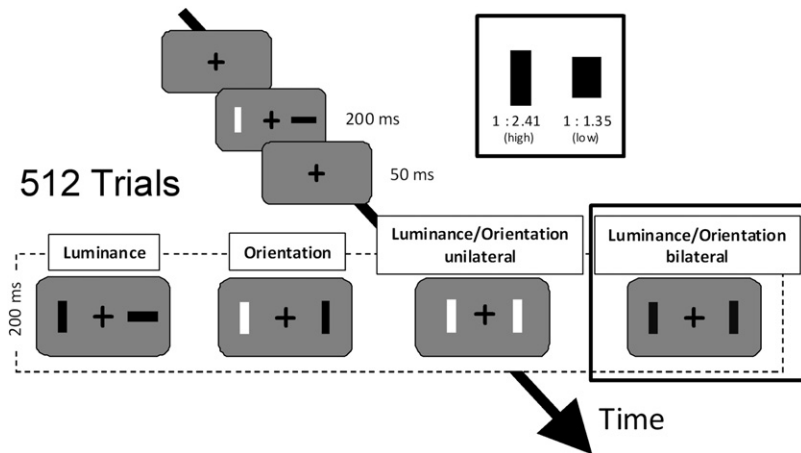 1 : 2.41
(high)
1 : 1.35
(low)
200 ms
50 ms
512 Trials
Luminance
Orientation
Luminance/Orientation
unilateral
Luminance/Orientation
bilateral
200 ms
Time